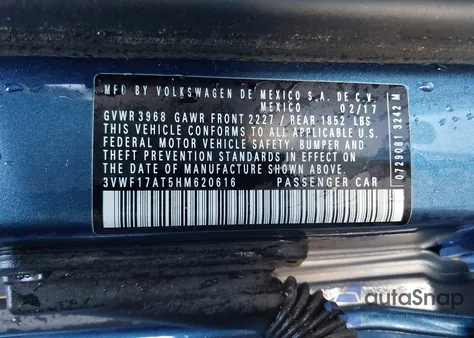 MFD BY VOLKSWAGEN DE MEXICO S.A. DE C.V.
MEXICO 02/17
GVWR 3968 GAWR FRONT 2227 / REAR 1852 LBS
THIS VEHICLE CONFORMS TO ALL APPLICABLE U.S.
FEDERAL MOTOR VEHICLE SAFETY, BUMPER AND
THEFT PREVENTION STANDARDS IN EFFECT ON
THE DATE OF MANUFACTURE SHOWN ABOVE.
3VWF17AT5HM620616 PASSENGER CAR
0729081 3242 M
autoSnap